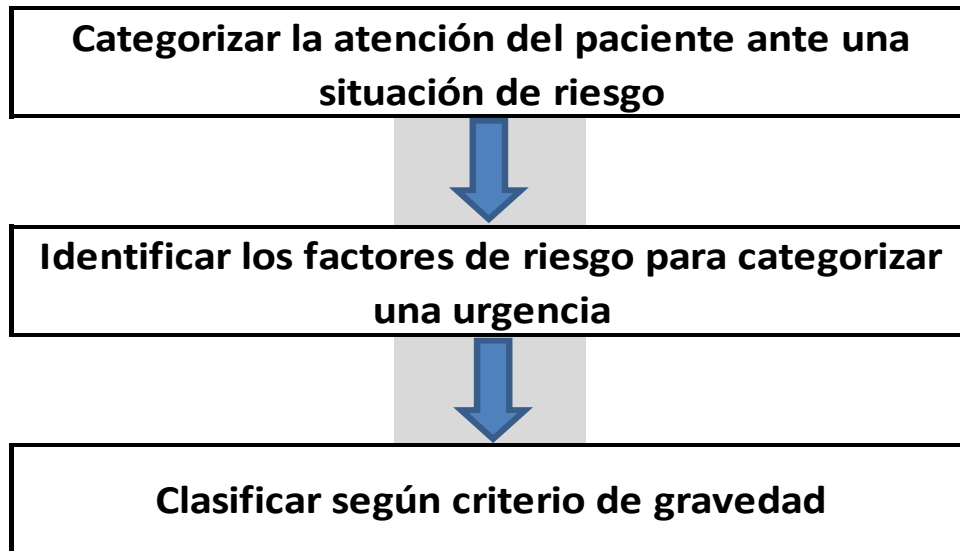 Categorizar la atención del paciente ante una
situación de riesgo
Identificar los factores de riesgo para categorizar
una urgencia
Clasificar según criterio de gravedad